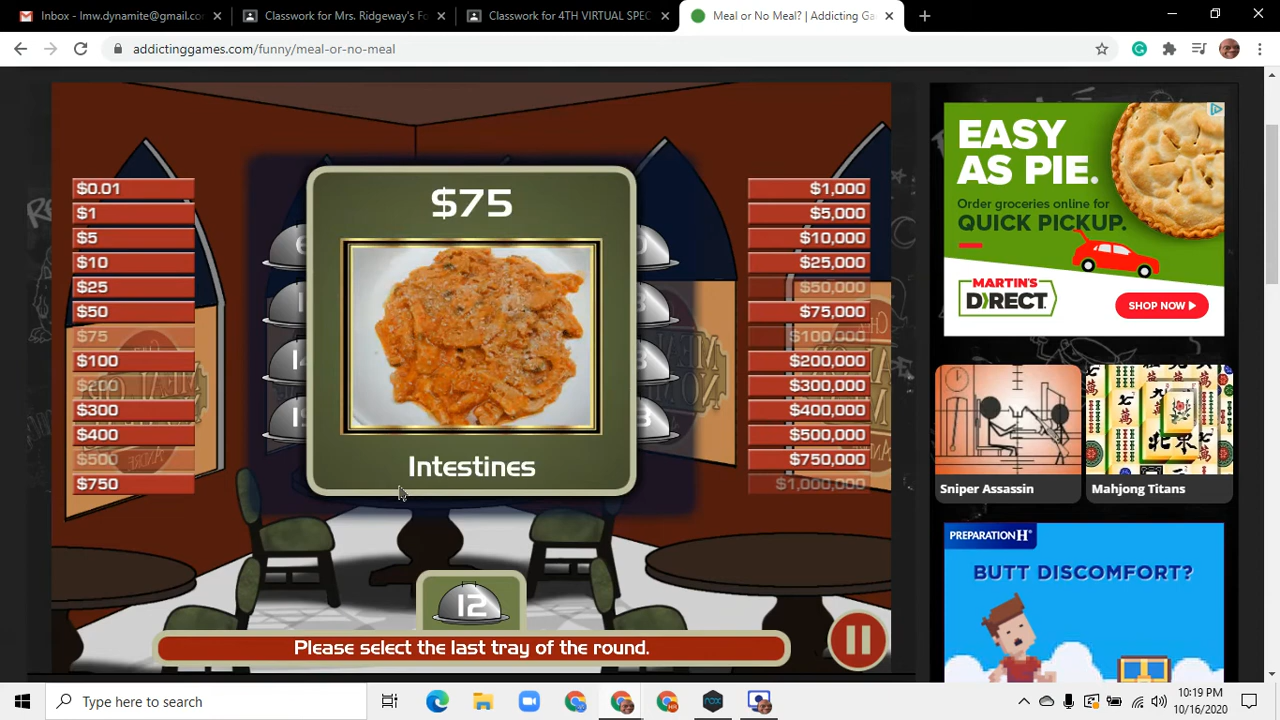 Inbox - lmw.dynamite@gmail.co
Classwork for Mrs. Ridgeway's Fo
Classwork for 4TH VIRTUAL SPEC
Meal or No Meal? | Addicting Ga
addictinggames.com/funny/meal-or-no-meal
$0.01
$1
$5
$10
$25
$50
$75
$100
$200
$300
$400
$500
$750
$75
Intestines
$1,000
$5,000
$10,000
$25,000
$50,000
$75,000
$100,000
$200,000
$300,000
$400,000
$500,000
$750,000
$1,000,000
12
Please select the last tray of the round.
EASY
AS PIE.
Order groceries online for
QUICK PICKUP.
MARTIN'S
DIRECT
SHOP NOW
Sniper Assassin
Mahjong Titans
PREPARATION H
BUTT DISCOMFORT?
Type here to search
10:19 PM
10/16/2020